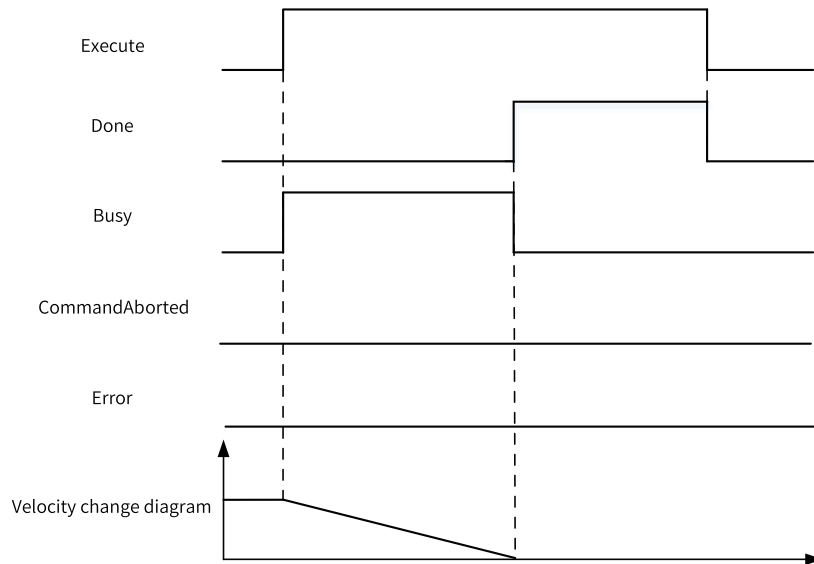 Execute
Done
Busy
CommandAborted
Error
Velocity change diagram